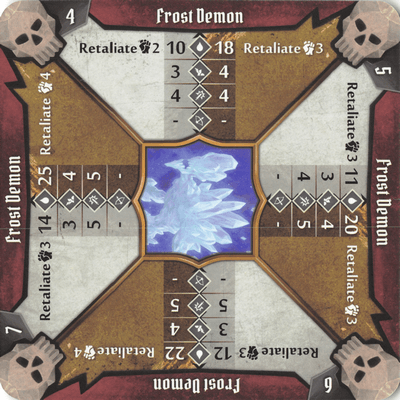 4
Frost Demon
Retaliate 2 10 18 Retaliate 3
3 4
4 4
- -
5
Frost Demon
Retaliate 3 11 20 Retaliate 3
3 4
4 5
- -
6
Frost Demon
Retaliate 3 12 22 Retaliate 4
3 4
5 5
- -
7
Frost Demon
Retaliate 3 14 25 Retaliate 4
3 4
5 5
- -